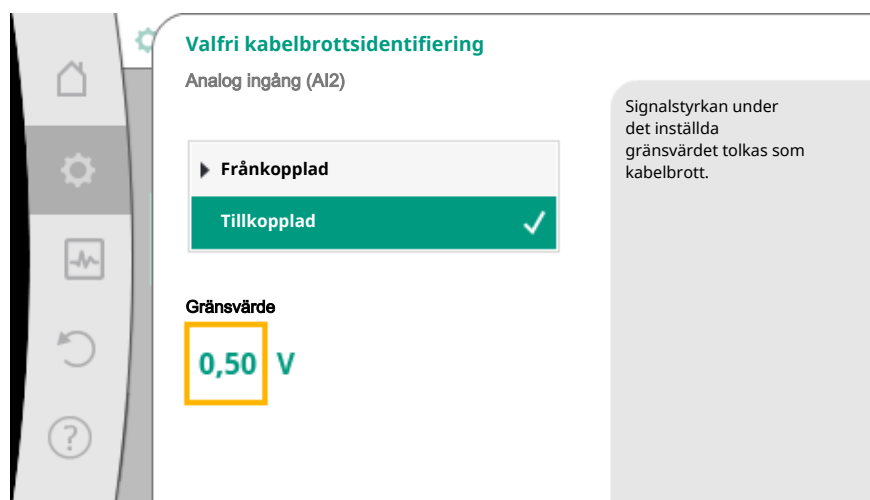 Valfri kabelbrottsidentifiering
Analog ingång (AI2)
Signalstyrkan under
det inställda
gränsvärdet tolkas som
kabelbrott.
Frånkopplad
Tillkopplad
Gränsvärde
0,50 V
?